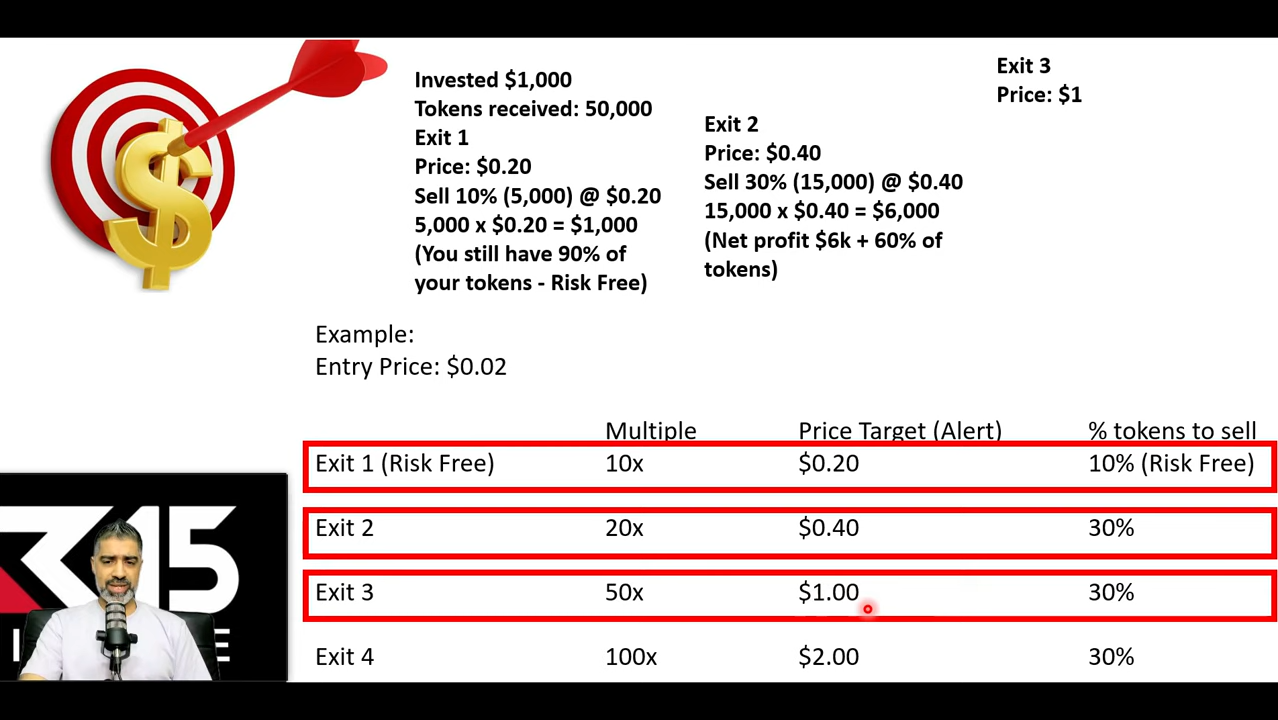 Invested $1,000
Tokens received: 50,000
Exit 1
Price: $0.20
Sell 10% (5,000) @ $0.20
5,000 x $0.20 = $1,000
(You still have 90% of
your tokens - Risk Free)
Exit 2
Price: $0.40
Sell 30% (15,000) @ $0.40
15,000 x $0.40 = $6,000
(Net profit $6k + 60% of
tokens)
Exit 3
Price: $1
Example:
Entry Price: $0.02
Multiple Price Target (Alert) % tokens to sell
Exit 1 (Risk Free) 10x $0.20 10% (Risk Free)
Exit 2 20x $0.40 30%
Exit 3 50x $1.00 30%
Exit 4 100x $2.00 30%